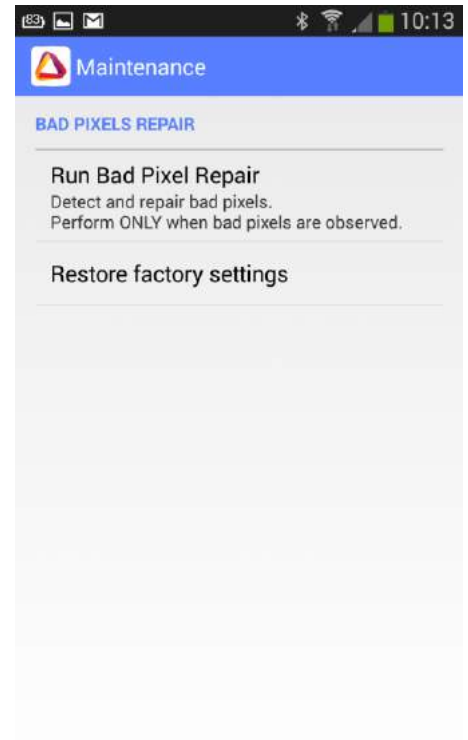 83 10:13
Maintenance
BAD PIXELS REPAIR
Run Bad Pixel Repair
Detect and repair bad pixels.
Perform ONLY when bad pixels are observed.
Restore factory settings